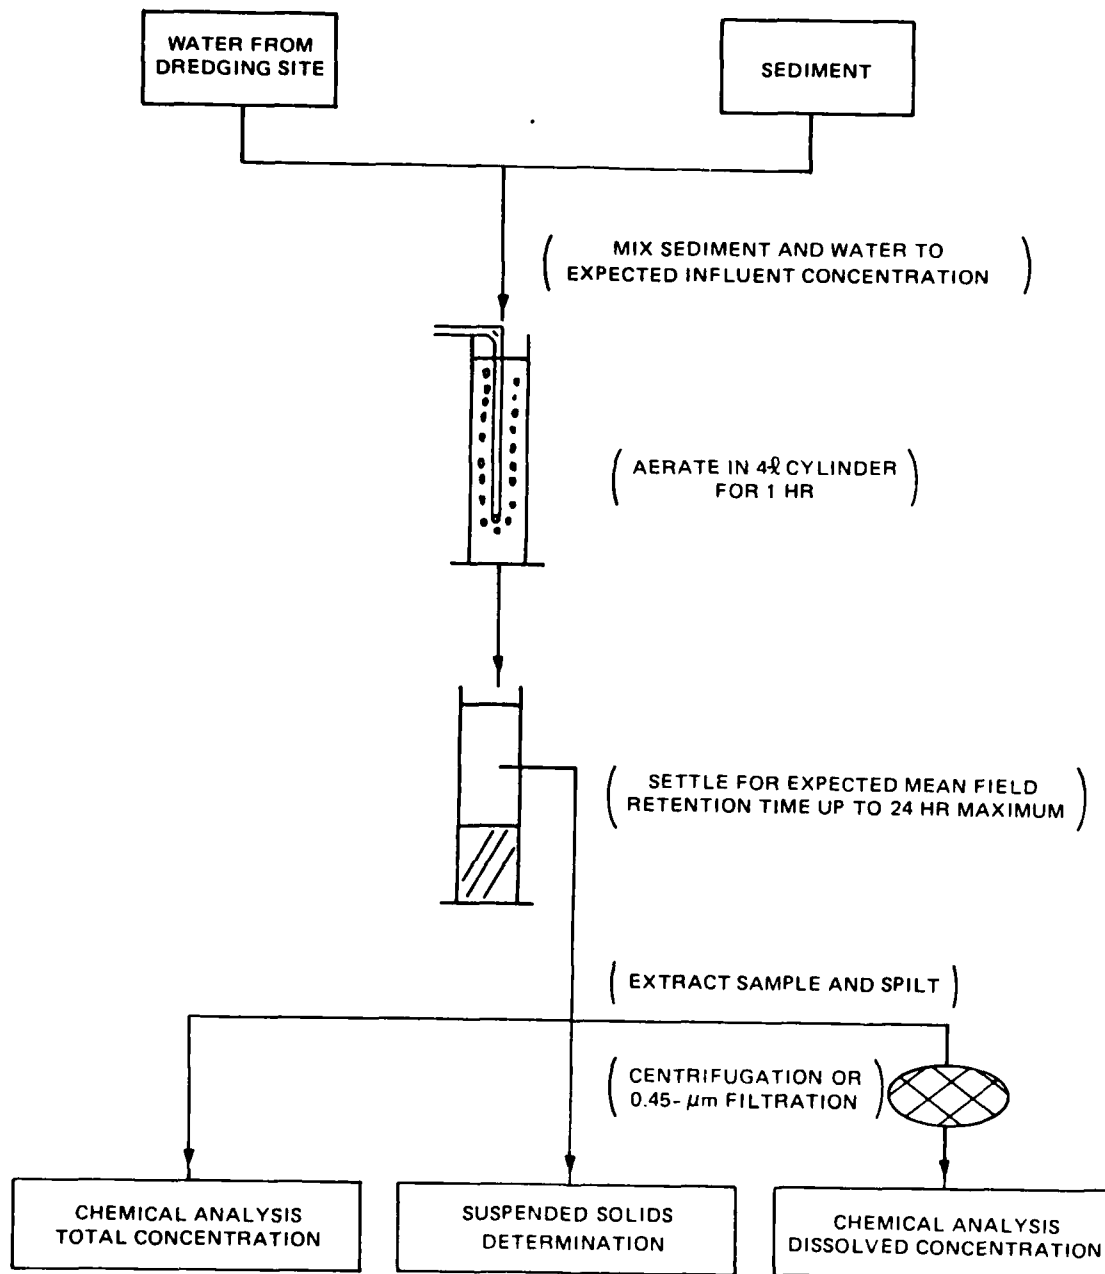 WATER FROM
DREDGING SITE
SEDIMENT
( MIX SEDIMENT AND WATER TO
EXPECTED INFLUENT CONCENTRATION )
( AERATE IN 4ℓ CYLINDER
FOR 1 HR )
( SETTLE FOR EXPECTED MEAN FIELD
RETENTION TIME UP TO 24 HR MAXIMUM )
( EXTRACT SAMPLE AND SPILT )
( CENTRIFUGATION OR
0.45- μm FILTRATION )
CHEMICAL ANALYSIS
TOTAL CONCENTRATION
SUSPENDED SOLIDS
DETERMINATION
CHEMICAL ANALYSIS
DISSOLVED CONCENTRATION